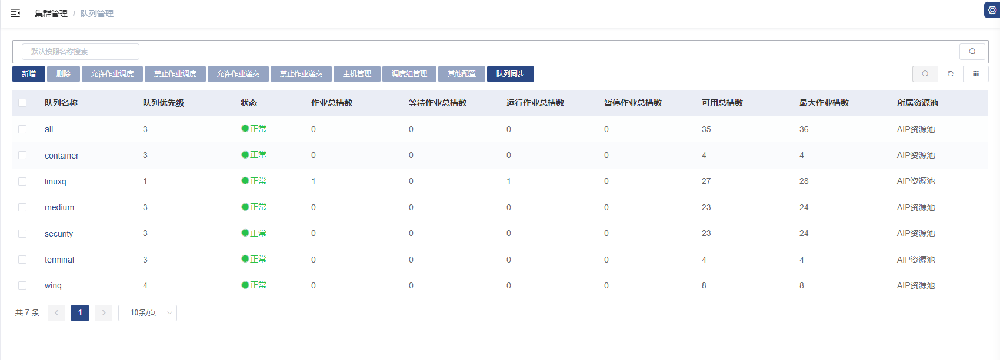 集群管理 / 队列管理
默认按照名称搜索
新增 删除 允许作业调度 禁止作业调度 允许作业递交 禁止作业递交 主机管理 调度组管理 其他配置 队列同步
队列名称 队列优先级 状态 作业总槽数 等待作业总槽数 运行作业总槽数 暂停作业总槽数 可用总槽数 最大作业槽数 所属资源池
all 3 正常 0 0 0 0 35 36 AIP资源池
container 3 正常 0 0 0 0 4 4 AIP资源池
linuxq 1 正常 1 0 1 0 27 28 AIP资源池
medium 3 正常 0 0 0 0 23 24 AIP资源池
security 3 正常 0 0 0 0 23 24 AIP资源池
terminal 3 正常 0 0 0 0 4 4 AIP资源池
winq 4 正常 0 0 0 0 8 8 AIP资源池
共 7 条 1 10条/页